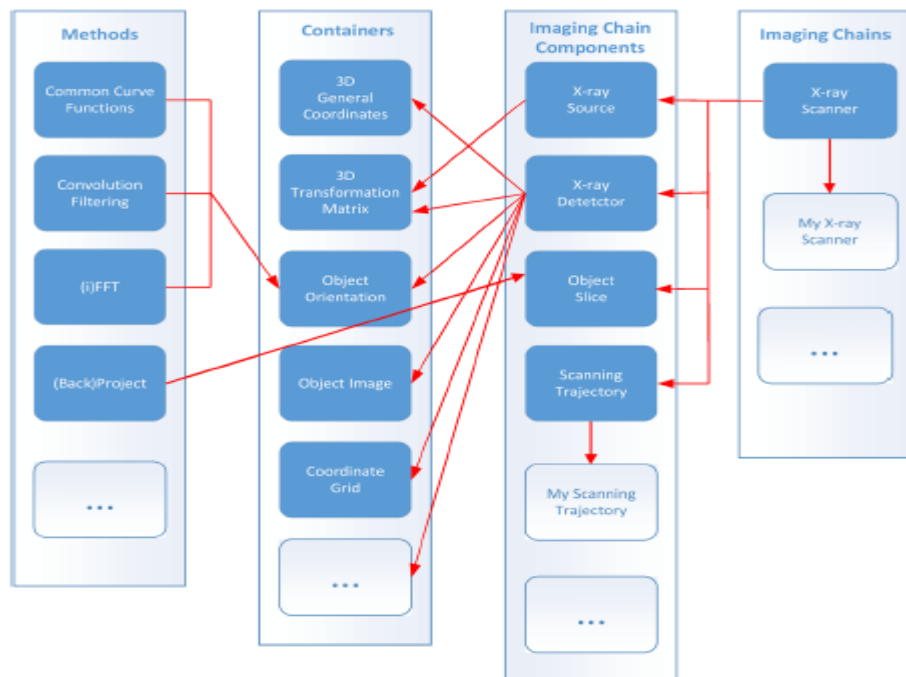 Methods
Common Curve
Functions
Convolution
Filtering
(i)FFT
(Back)Project
...
Containers
3D
General
Coordinates
3D
Transformation
Matrix
Object
Orientation
Object Image
Coordinate
Grid
...
Imaging Chain
Components
X-ray
Source
X-ray
Detetctor
Object
Slice
Scanning
Trajectory
My Scanning
Trajectory
...
Imaging Chains
X-ray
Scanner
My X-ray
Scanner
...